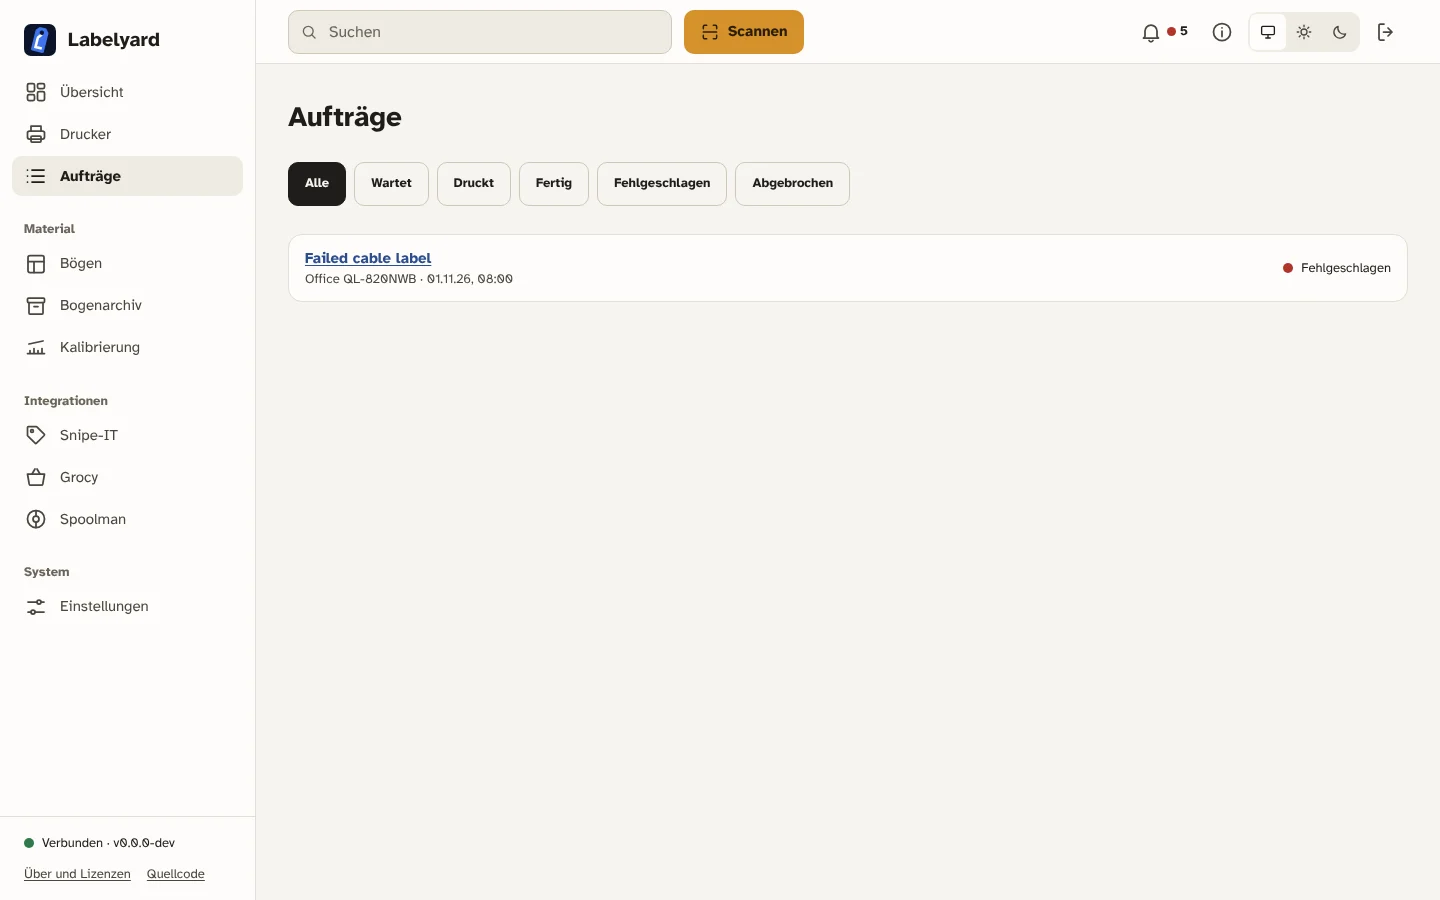 Labelyard
Suchen
Scannen
5
Übersicht
Drucker
Aufträge
Material
Bögen
Bogenarchiv
Kalibrierung
Integrationen
Snipe-IT
Grocy
Spoolman
System
Einstellungen
Verbunden · v0.0.0-dev
Über und Lizenzen Quellcode
Aufträge
Alle Wartet Druckt Fertig Fehlgeschlagen Abgebrochen
Failed cable label
Office QL-820NWB · 01.11.26, 08:00
Fehlgeschlagen